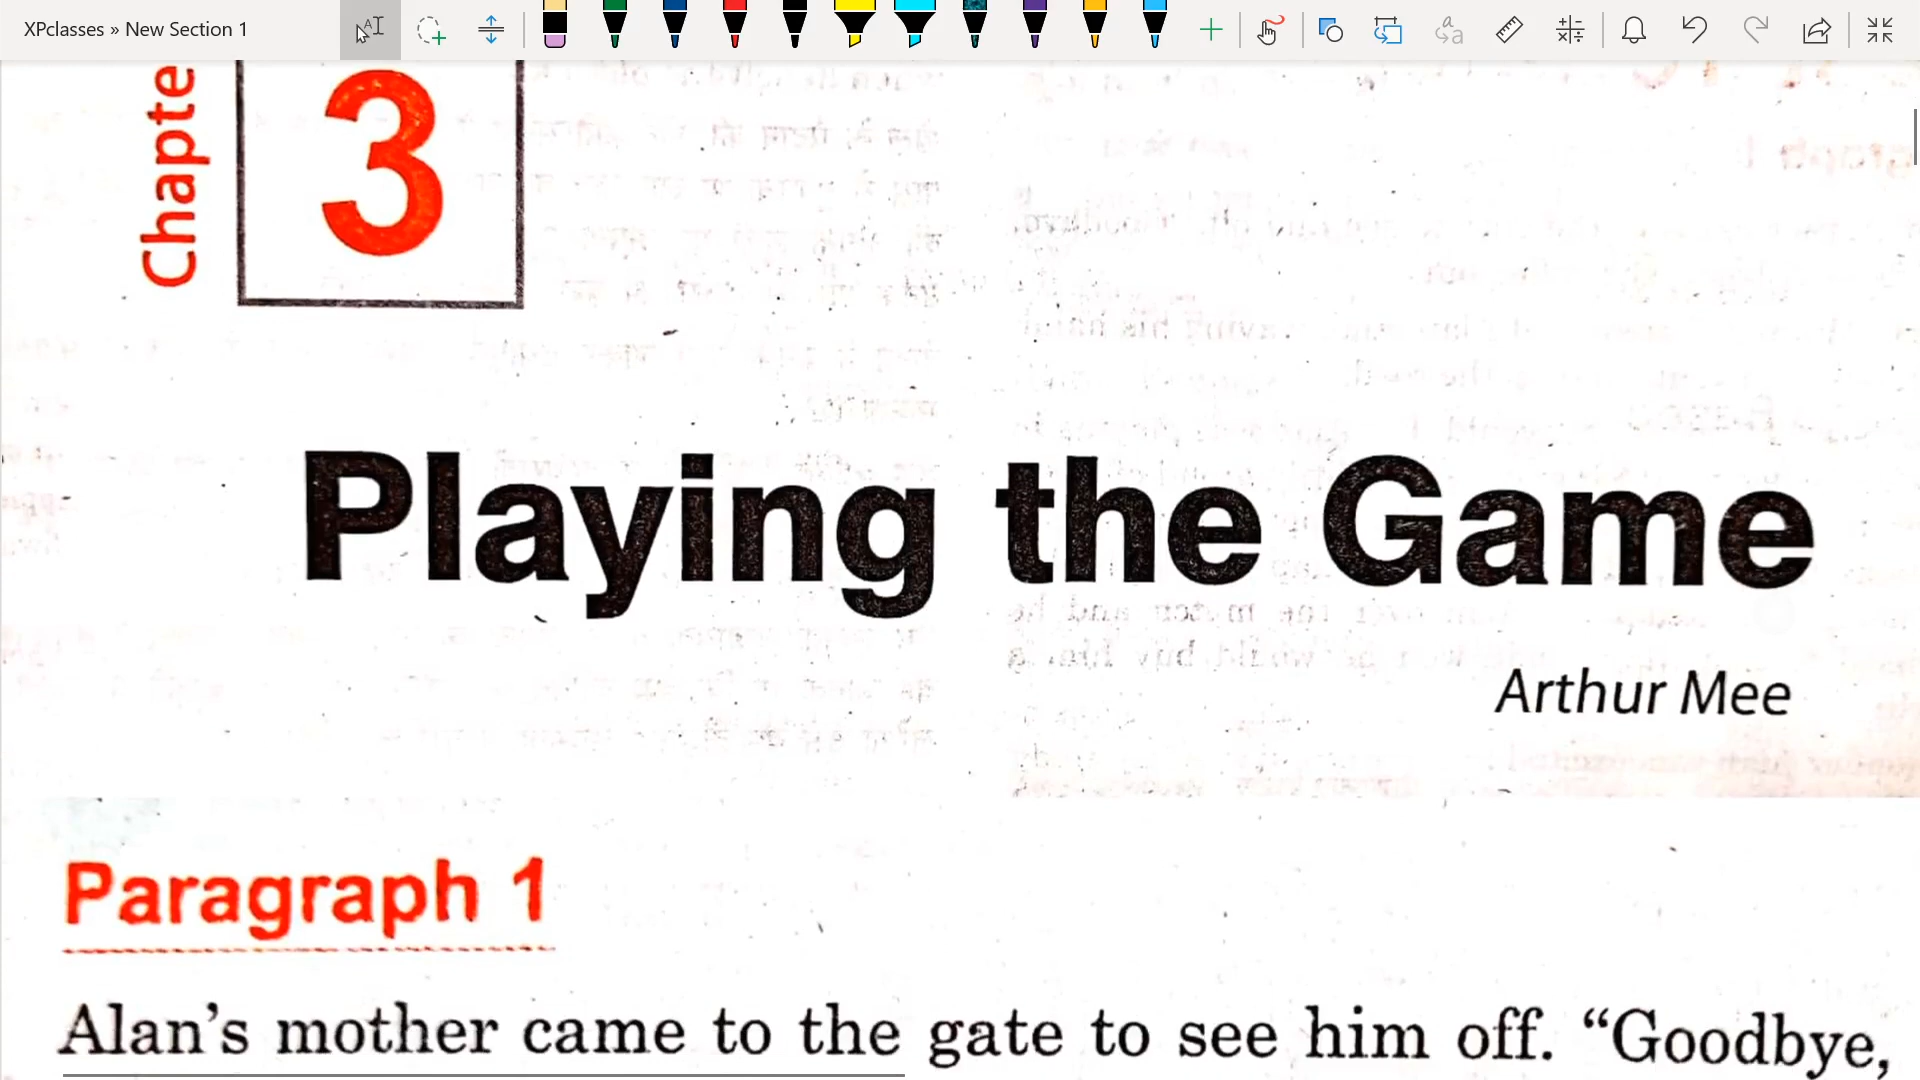 XPclasses » New Section 1
Chapte
3
Playing the Game
Arthur Mee
Paragraph 1
Alan’s mother came to the gate to see him off. “Goodbye,